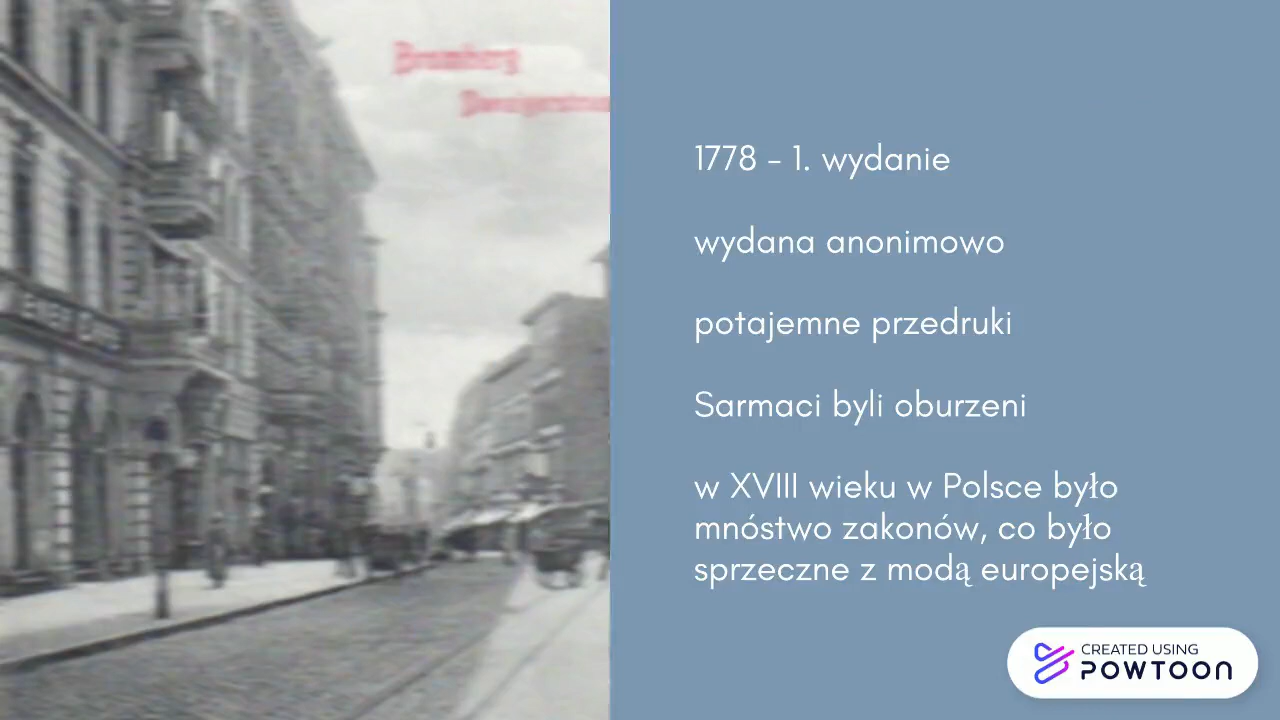 Bromberg
1778 – 1. wydanie
wydana anonimowo
potajemne przedruki
Sarmaci byli oburzeni
w XVIII wieku w Polsce było
mnóstwo zakonów, co było
sprzeczne z modą europejską
CREATED USING
POWTOON